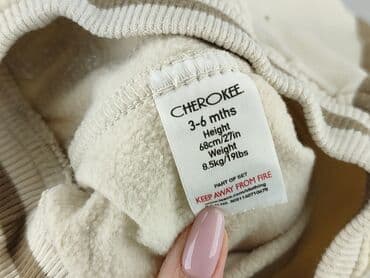 CHEROKEE
3-6 mths
Height
68cm/27in
Weight
8.5kg/19lbs
PART OF SET
KEEP AWAY FROM FIRE